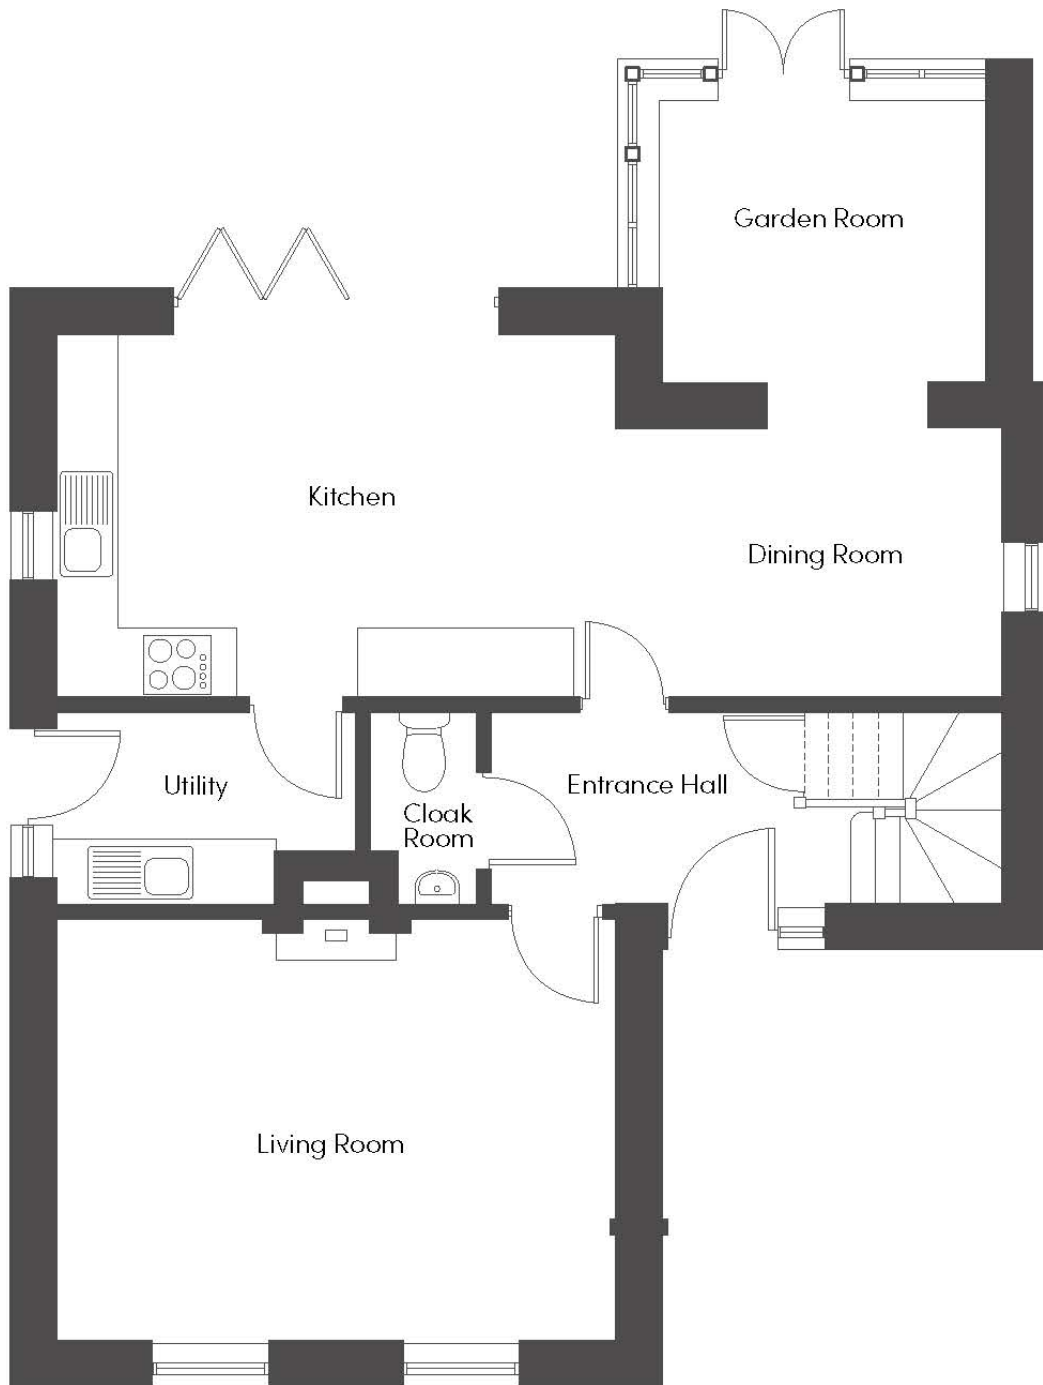 Garden Room
Kitchen
Dining Room
Utility
Entrance Hall
Cloak
Room
Living Room